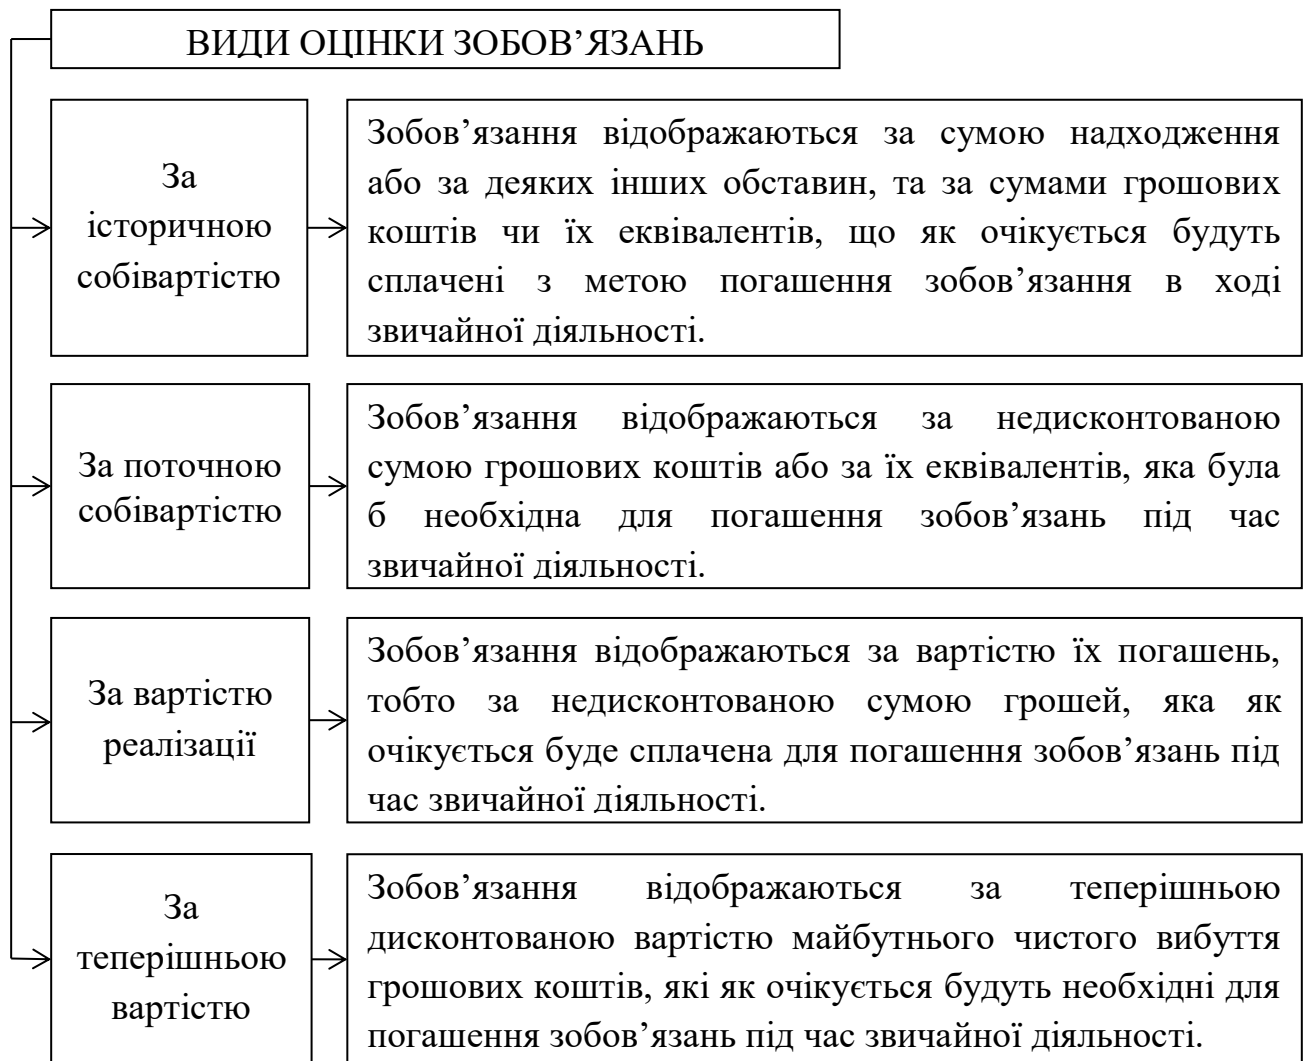 ВИДИ ОЦІНКИ ЗОБОВ’ЯЗАНЬ
За
історичною
собівартістю
Зобов’язання відображаються за сумою надходження
або за деяких інших обставин, та за сумами грошових
коштів чи їх еквівалентів, що як очікується будуть
сплачені з метою погашення зобов’язання в ході
звичайної діяльності.
За поточною
собівартістю
Зобов’язання відображаються за недисконтованою
сумою грошових коштів або за їх еквівалентів, яка була
б необхідна для погашення зобов’язань під час
звичайної діяльності.
За вартістю
реалізації
Зобов’язання відображаються за вартістю їх погашень,
тобто за недисконтованою сумою грошей, яка як
очікується буде сплачена для погашення зобов’язань під
час звичайної діяльності.
За
теперішньою
вартістю
Зобов’язання відображаються за теперішньою
дисконтованою вартістю майбутнього чистого вибуття
грошових коштів, які як очікується будуть необхідні для
погашення зобов’язань під час звичайної діяльності.